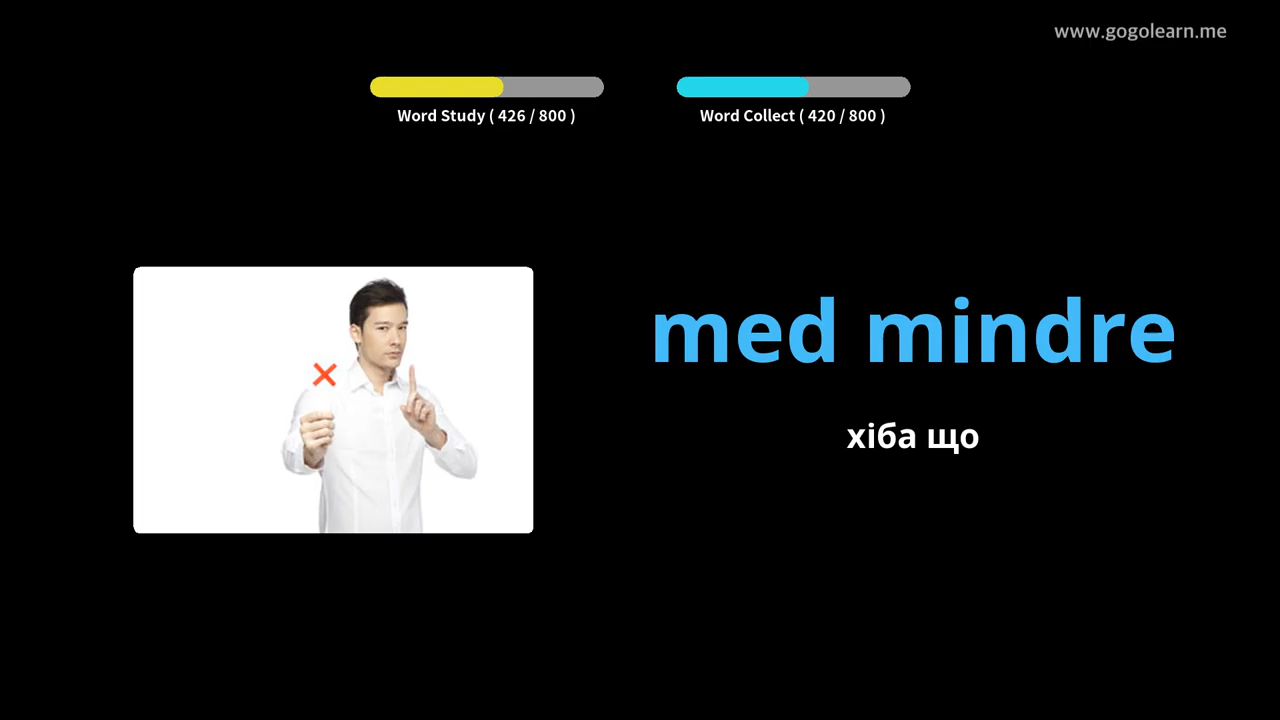 www.gogolearn.me
Word Study ( 426 / 800 )
Word Collect ( 420 / 800 )
med mindre
хіба що